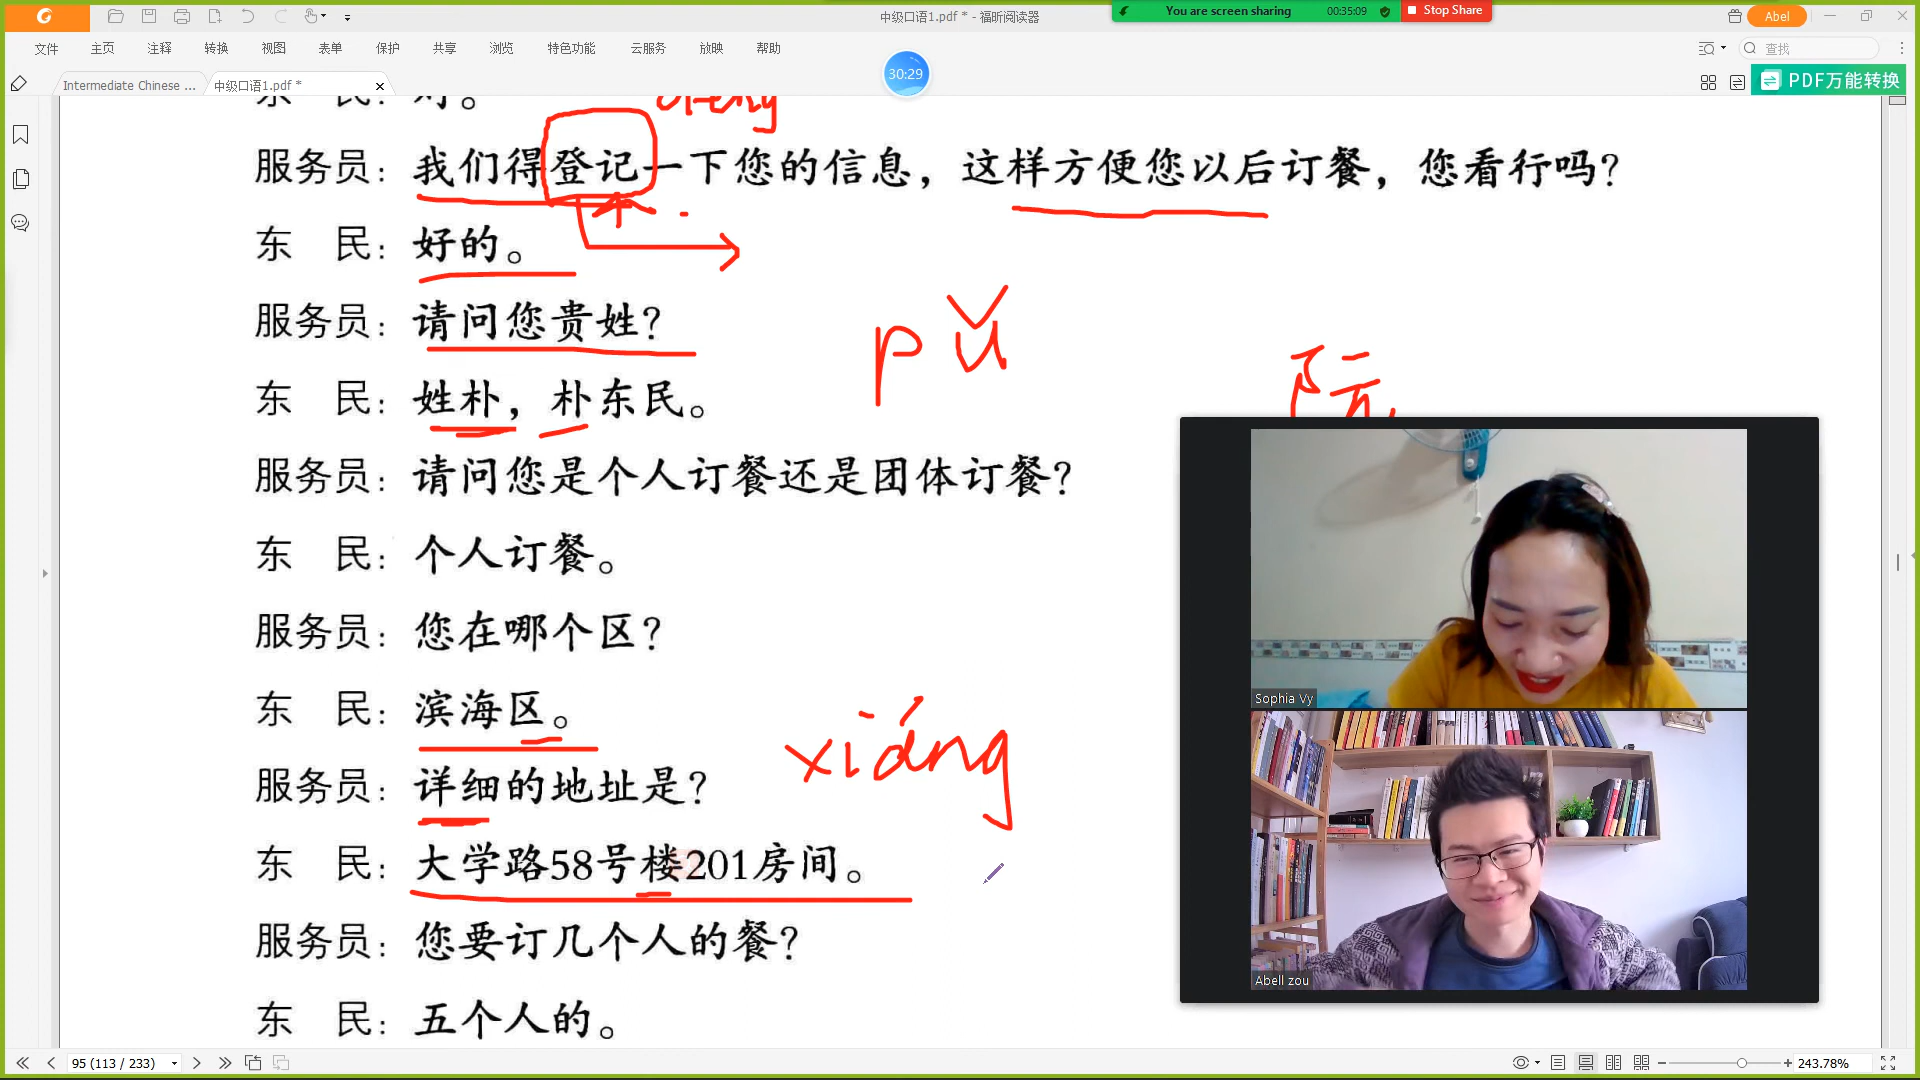 中级口语1.pdf * - 福昕阅读器
You are screen sharing 00:35:09 Stop Share
Abel
文件 主页 注释 转换 视图 表单 保护 共享 浏览 特色功能 云服务 放映 帮助
查找
30:29
Intermediate Chinese ... 中级口语1.pdf *
PDF万能转换
东 民：对。
服务员：我们得登记一下您的信息，这样方便您以后订餐，您看行吗？
东 民：好的。
服务员：请问您贵姓？
pǔ
东 民：姓朴，朴东民。
阮
服务员：请问您是个人订餐还是团体订餐？
东 民：个人订餐。
服务员：您在哪个区？
东 民：滨海区。
xiáng
服务员：详细的地址是？
东 民：大学路58号楼201房间。
服务员：您要订几个人的餐？
东 民：五个人的。
Sophia Vy
Abell zou
95 (113 / 233)
243.78%